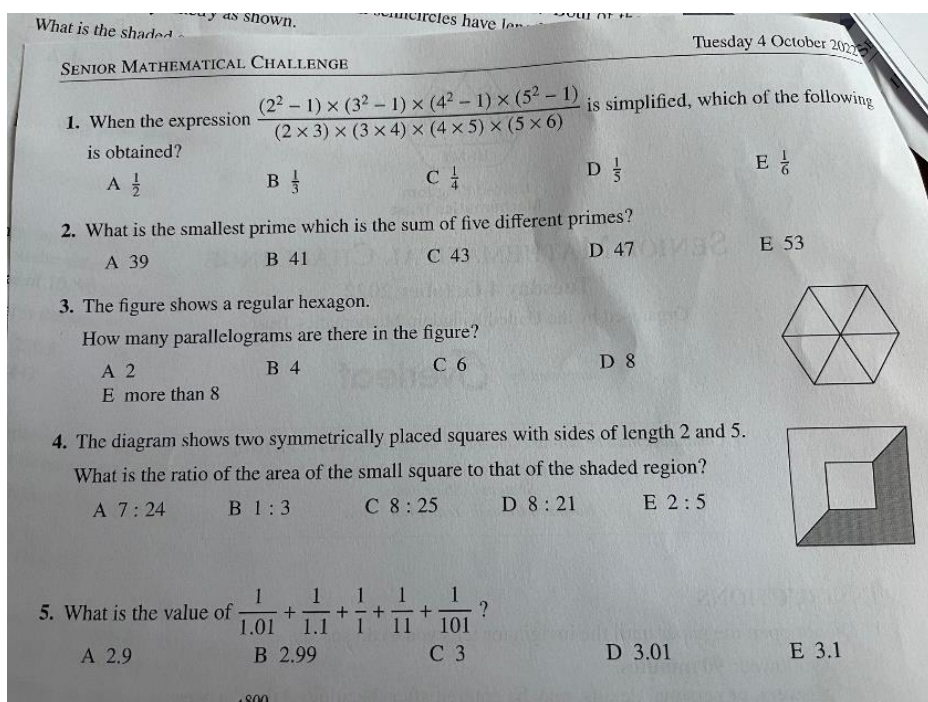 as shown.
What is the shaded
have
Tuesday 4 October 2022
SENIOR MATHEMATICAL CHALLENGE
1. When the expression (2² – 1) × (3² – 1) × (4² – 1) × (5² – 1) / (2 × 3) × (3 × 4) × (4 × 5) × (5 × 6) is simplified, which of the following
is obtained?
A 1/2 B 1/3 C 1/4 D 1/5 E 1/6
2. What is the smallest prime which is the sum of five different primes?
A 39 B 41 C 43 D 47 E 53
3. The figure shows a regular hexagon.
How many parallelograms are there in the figure?
A 2 B 4 C 6 D 8
E more than 8
4. The diagram shows two symmetrically placed squares with sides of length 2 and 5.
What is the ratio of the area of the small square to that of the shaded region?
A 7 : 24 B 1 : 3 C 8 : 25 D 8 : 21 E 2 : 5
5. What is the value of 1/1.01 + 1/1.1 + 1/1 + 1/11 + 1/101 ?
A 2.9 B 2.99 C 3 D 3.01 E 3.1